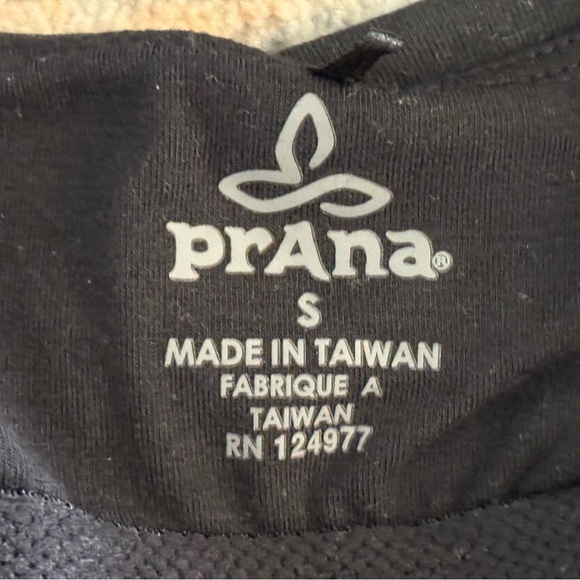 prAna®
S
MADE IN TAIWAN
FABRIQUE A
TAIWAN
RN 124977